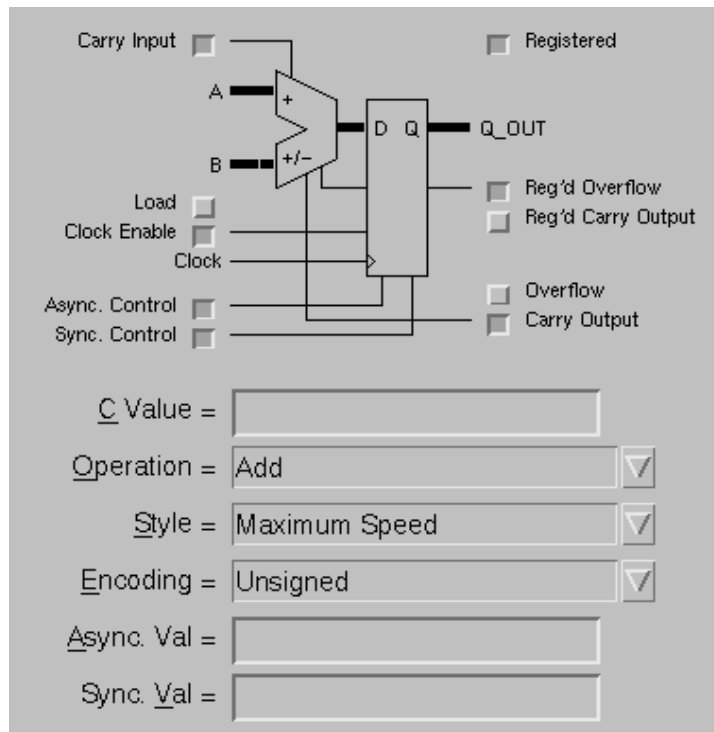 Carry Input
Registered
A
+
D Q
Q_OUT
B
+/−
Reg'd Overflow
Load
Reg'd Carry Output
Clock Enable
Clock
Overflow
Async. Control
Carry Output
Sync. Control
C Value =
Operation = Add
Style = Maximum Speed
Encoding = Unsigned
Async. Val =
Sync. Val =